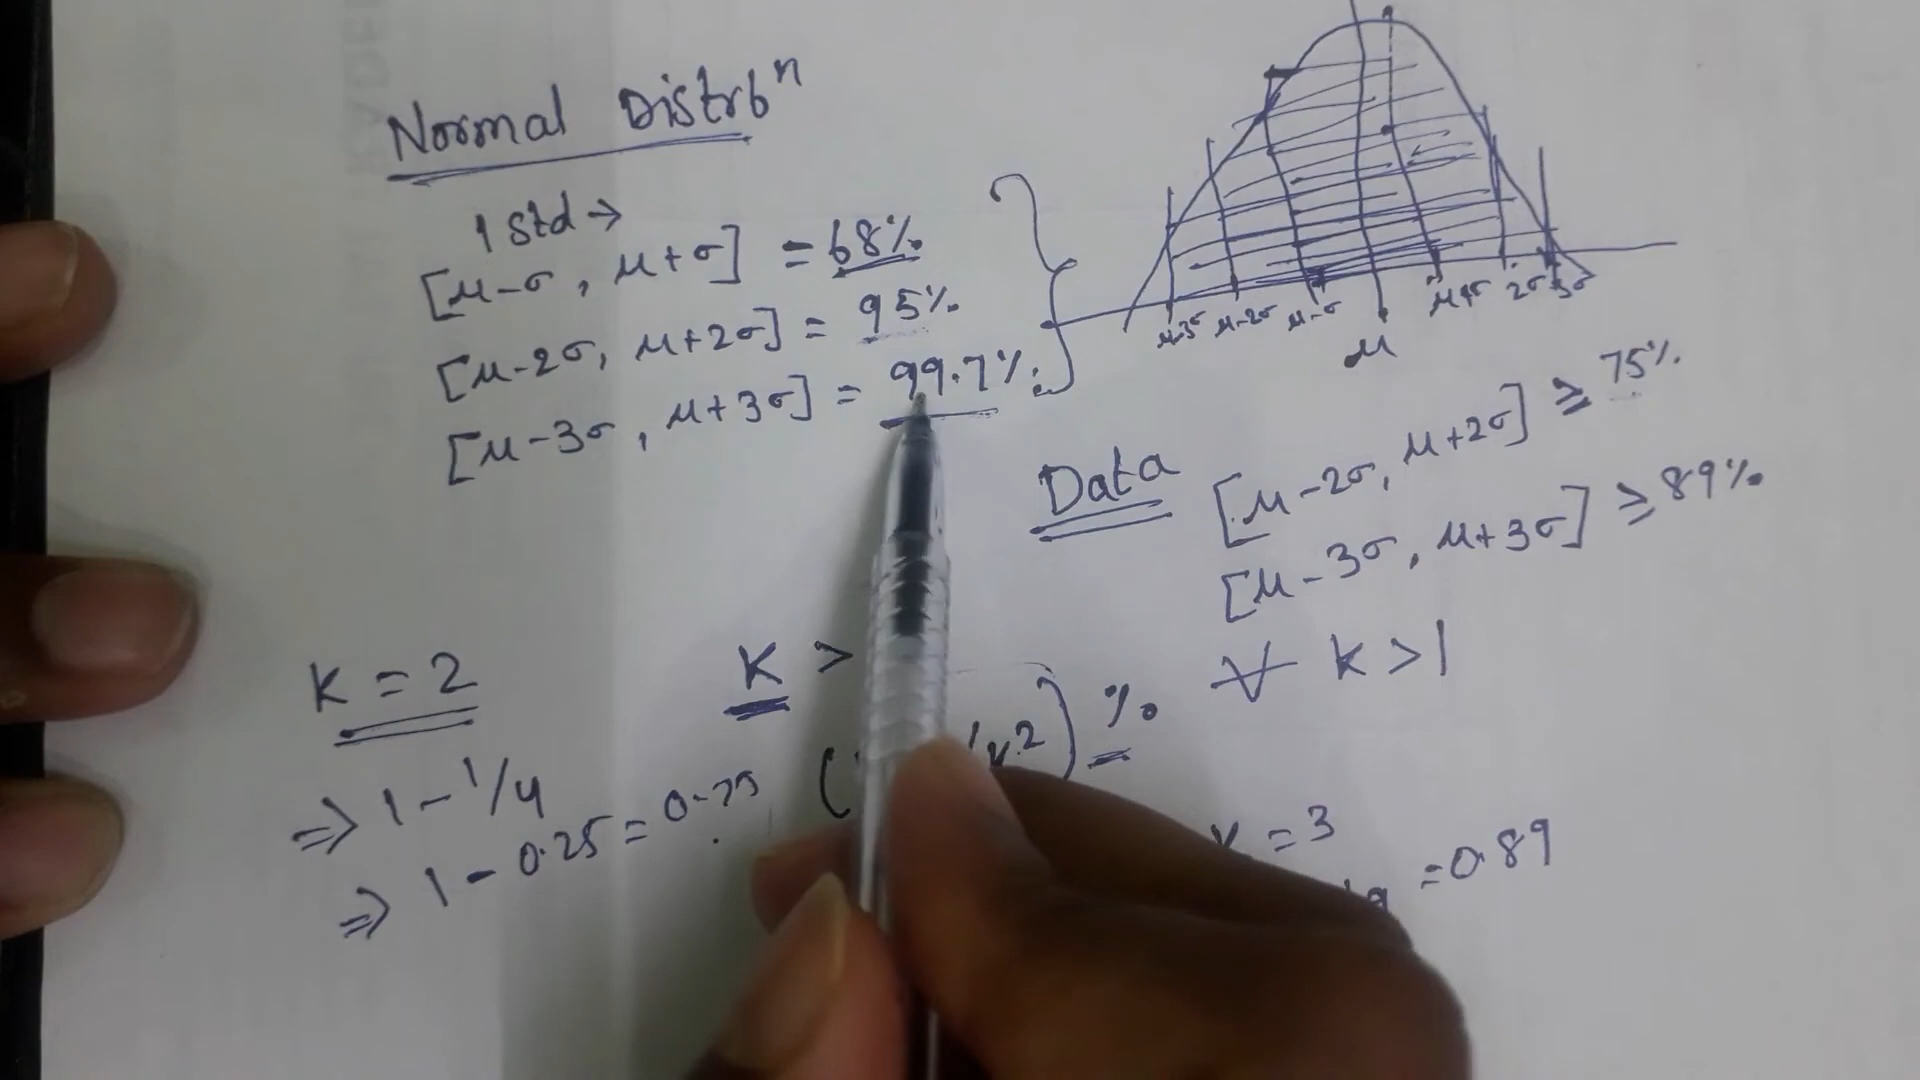 Normal Distrbⁿ
1 Std →
[μ-σ, μ+σ] = 68%
[μ-2σ, μ+2σ] = 95%
[μ-3σ, μ+3σ] = 99.7%
μ-3σ μ-2σ μ-σ μ+σ 2σ 3σ
μ
Data
[μ-2σ, μ+2σ] ≥ 75%
[μ-3σ, μ+3σ] ≥ 89%
K >
∀ k > 1
K = 2
⇒ 1 - 1/4
⇒ 1 - 0.25 = 0.75
%
= 3
= 0.89